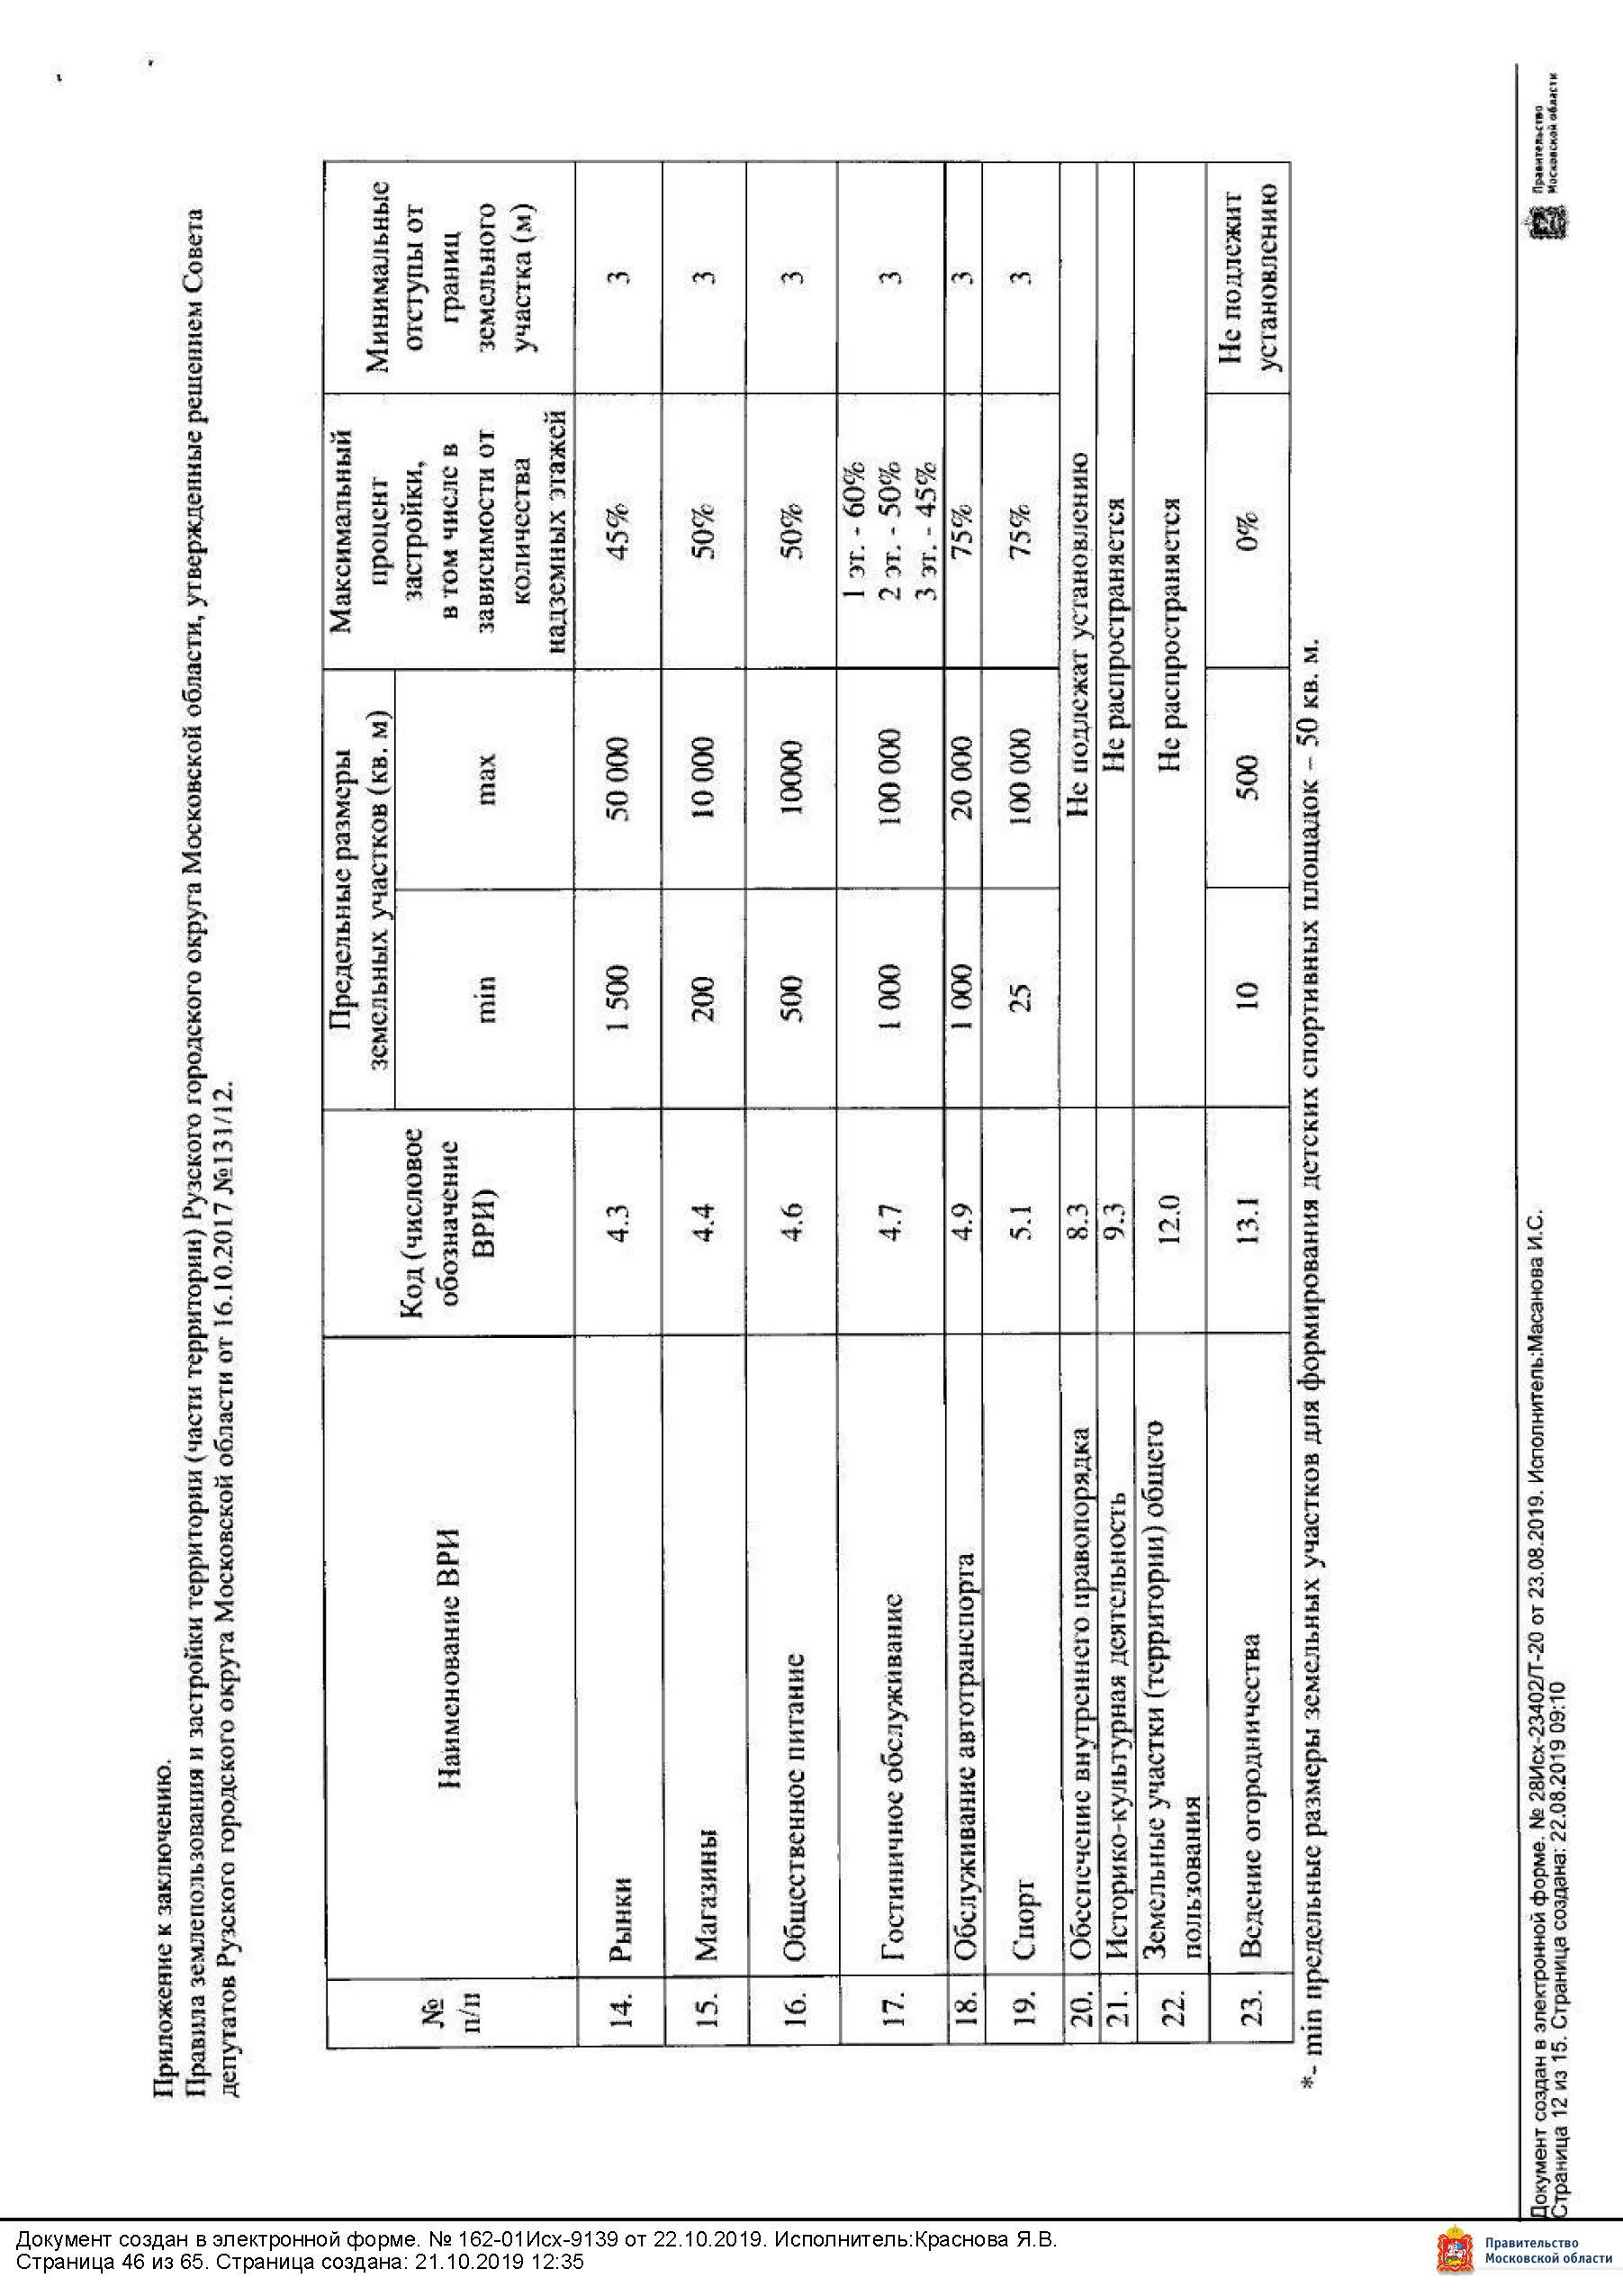 Приложение к заключению.
Правила землепользования и застройки территории (части территории) Рузского городского округа Московской области, утвержденные решением Совета
депутатов Рузского городского округа Московской области от 16.10.2017 №131/12.
№ п/п
Наименование ВРИ
Код (числовое
обозначение
ВРИ)
Предельные размеры
земельных участков (кв. м)
min
max
Максимальный
процент
застройки,
в том числе в
зависимости от
количества
надземных этажей
Минимальные
отступы от
границ
земельного
участка (м)
14. Рынки 4.3 1 500 50 000 45% 3
15. Магазины 4.4 200 10 000 50% 3
16. Общественное питание 4.6 500 10000 50% 3
17. Гостиничное обслуживание 4.7 1 000 100 000
1 эт. - 60%
2 эт. - 50%
3 эт. - 45%
3
18. Обслуживание автотранспорта 4.9 1 000 20 000 75% 3
19. Спорт 5.1 25 100 000 75% 3
20. Обеспечение внутреннего правопорядка 8.3 Не подлежат установлению
21. Историко-культурная деятельность 9.3 Не распространяется
22. Земельные участки (территории) общего
пользования
12.0 Не распространяется
23. Ведение огородничества 13.1 10 500 0%
Не подлежит
установлению
*- min предельные размеры земельных участков для формирования детских спортивных площадок – 50 кв. м.
Документ создан в электронной форме. № 28Исх-23402/Т-20 от 23.08.2019. Исполнитель:Масанова И.С.
Страница 12 из 15. Страница создана: 22.08.2019 09:10
Правительство
Московской области
Документ создан в электронной форме. № 162-01Исх-9139 от 22.10.2019. Исполнитель:Краснова Я.В.
Страница 46 из 65. Страница создана: 21.10.2019 12:35
Правительство
Московской области